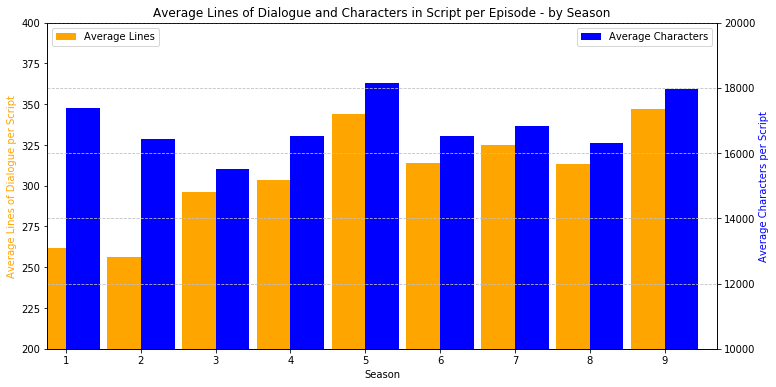 Average Lines of Dialogue and Characters in Script per Episode - by Season
Average Lines
Average Characters
Average Lines of Dialogue per Script
400
375
350
325
300
275
250
225
200
20000
18000
16000
14000
12000
10000
Average Characters per Script
1 2 3 4 5 6 7 8 9
Season